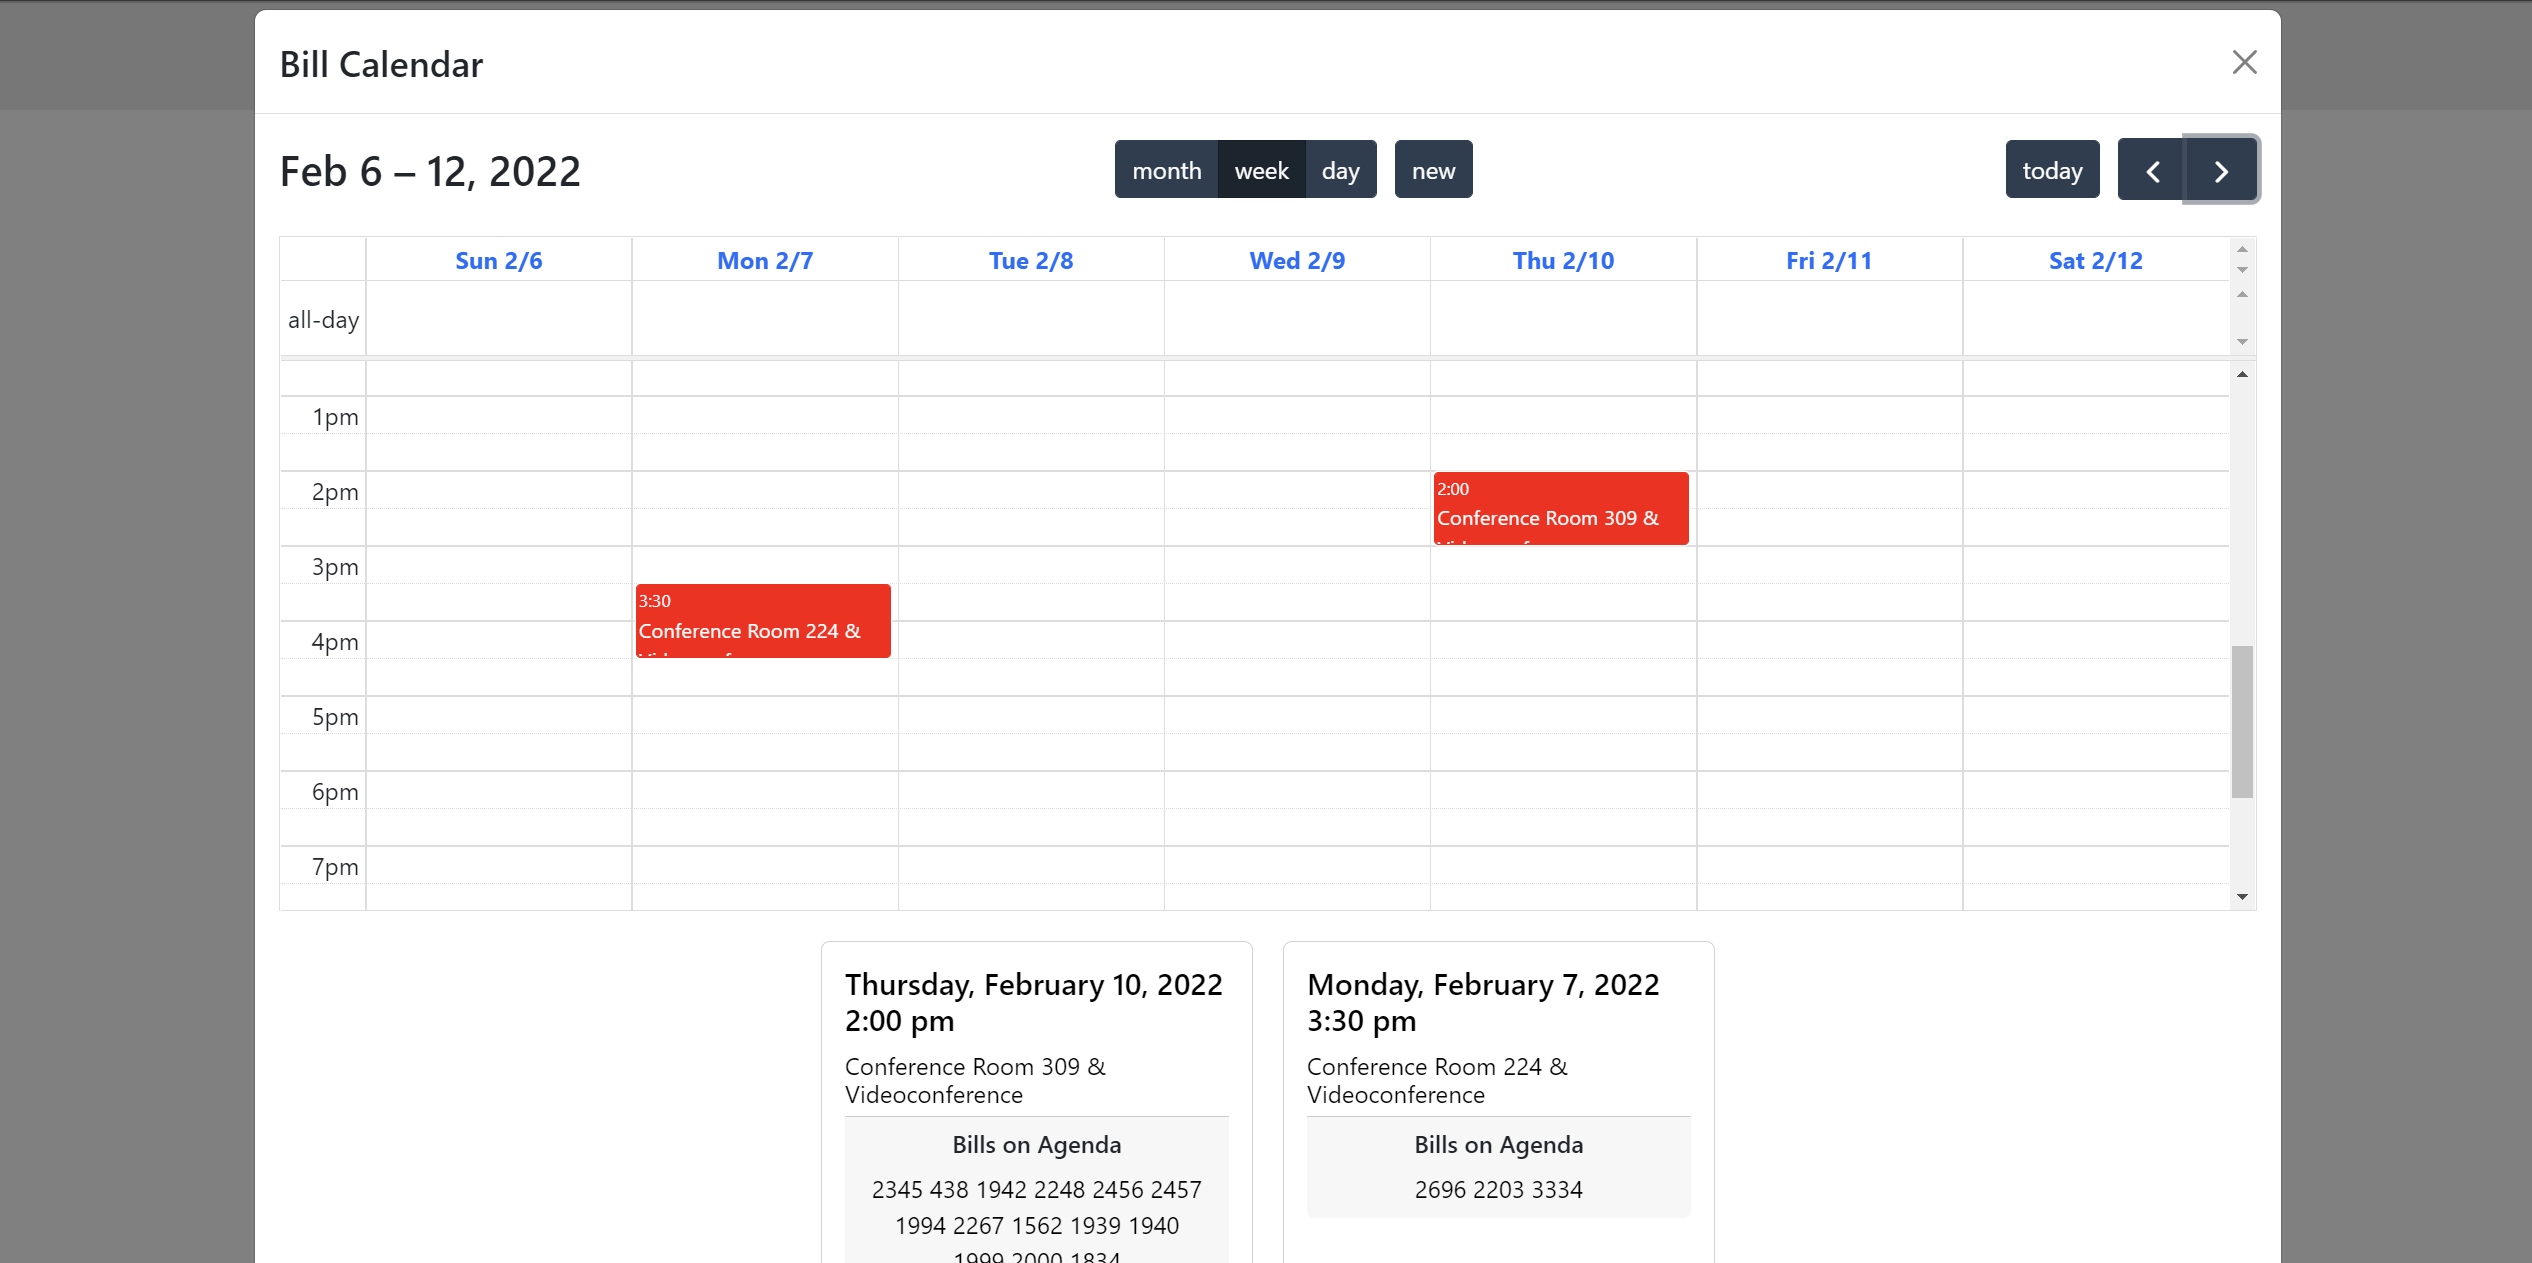 Bill Calendar
Feb 6 – 12, 2022
month week day new
today
Sun 2/6 Mon 2/7 Tue 2/8 Wed 2/9 Thu 2/10 Fri 2/11 Sat 2/12
all-day
1pm
2pm
2:00
Conference Room 309 &
3pm
3:30
Conference Room 224 &
4pm
5pm
6pm
7pm
Thursday, February 10, 2022
2:00 pm
Conference Room 309 &
Videoconference
Bills on Agenda
2345 438 1942 2248 2456 2457
1994 2267 1562 1939 1940
1999 2000 1834
Monday, February 7, 2022
3:30 pm
Conference Room 224 &
Videoconference
Bills on Agenda
2696 2203 3334